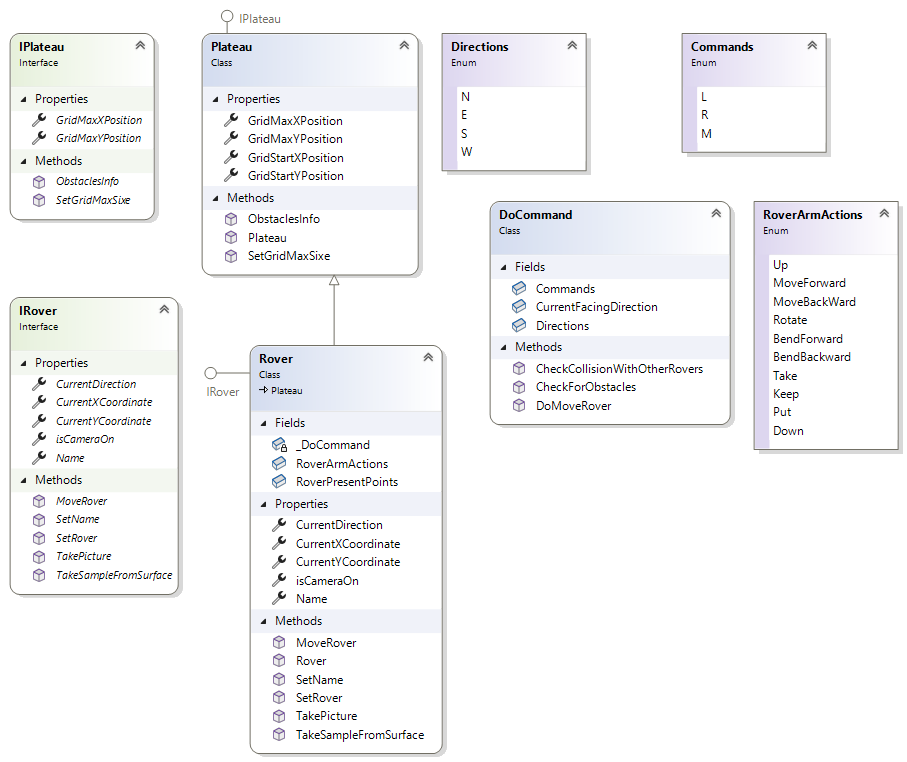 IPlateau
IPlateau
Interface
Properties
GridMaxXPosition
GridMaxYPosition
Methods
ObstaclesInfo
SetGridMaxSixe
Plateau
Class
Properties
GridMaxXPosition
GridMaxYPosition
GridStartXPosition
GridStartYPosition
Methods
ObstaclesInfo
Plateau
SetGridMaxSixe
Directions
Enum
N
E
S
W
Commands
Enum
L
R
M
DoCommand
Class
Fields
Commands
CurrentFacingDirection
Directions
Methods
CheckCollisionWithOtherRovers
CheckForObstacles
DoMoveRover
RoverArmActions
Enum
Up
MoveForward
MoveBackWard
Rotate
BendForward
BendBackward
Take
Keep
Put
Down
IRover
Interface
Properties
CurrentDirection
CurrentXCoordinate
CurrentYCoordinate
isCameraOn
Name
Methods
MoveRover
SetName
SetRover
TakePicture
TakeSampleFromSurface
IRover
Rover
Class
Plateau
Fields
_DoCommand
RoverArmActions
RoverPresentPoints
Properties
CurrentDirection
CurrentXCoordinate
CurrentYCoordinate
isCameraOn
Name
Methods
MoveRover
Rover
SetName
SetRover
TakePicture
TakeSampleFromSurface